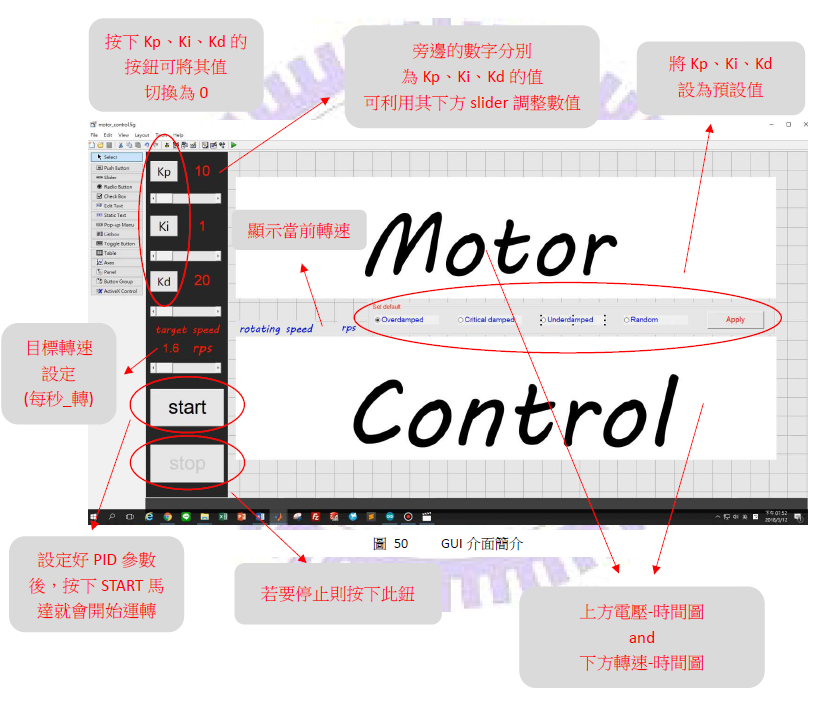 按下 Kp、Ki、Kd 的
按鈕可將其值
切換為 0
旁邊的數字分別
為 Kp、Ki、Kd 的值
可利用其下方 slider 調整數值
將 Kp、Ki、Kd
設為預設值
motor_control.fig
File Edit View Layout Tools Help
Select
Push Button
Slider
Radio Button
Check Box
Edit Text
Static Text
Pop-up Menu
Listbox
Toggle Button
Table
Axes
Panel
Button Group
ActiveX Control
Kp 10
Ki 1
Kd 20
target speed
1.6 rps
start
stop
顯示當前轉速
rotating speed rps
Motor
Set default
Overdamped Critical damped Underdamped Random Apply
Control
目標轉速
設定
(每秒_轉)
下午 07:52
2018/3/12
圖 50 GUI 介面簡介
設定好 PID 參數
後，按下 START 馬
達就會開始運轉
若要停止則按下此鈕
上方電壓-時間圖
and
下方轉速-時間圖